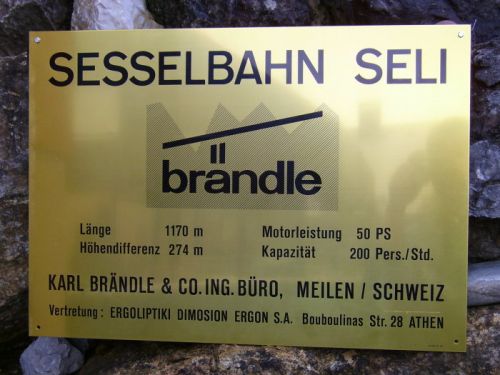 SESSELBAHN SELI
brändle
Länge 1170 m Motorleistung 50 PS
Höhendifferenz 274 m Kapazität 200 Pers./Std.
KARL BRÄNDLE & CO. ING. BÜRO, MEILEN / SCHWEIZ
Vertretung : ERGOLIPTIKI DIMOSION ERGON S.A. Bouboulinas Str. 28 ATHEN